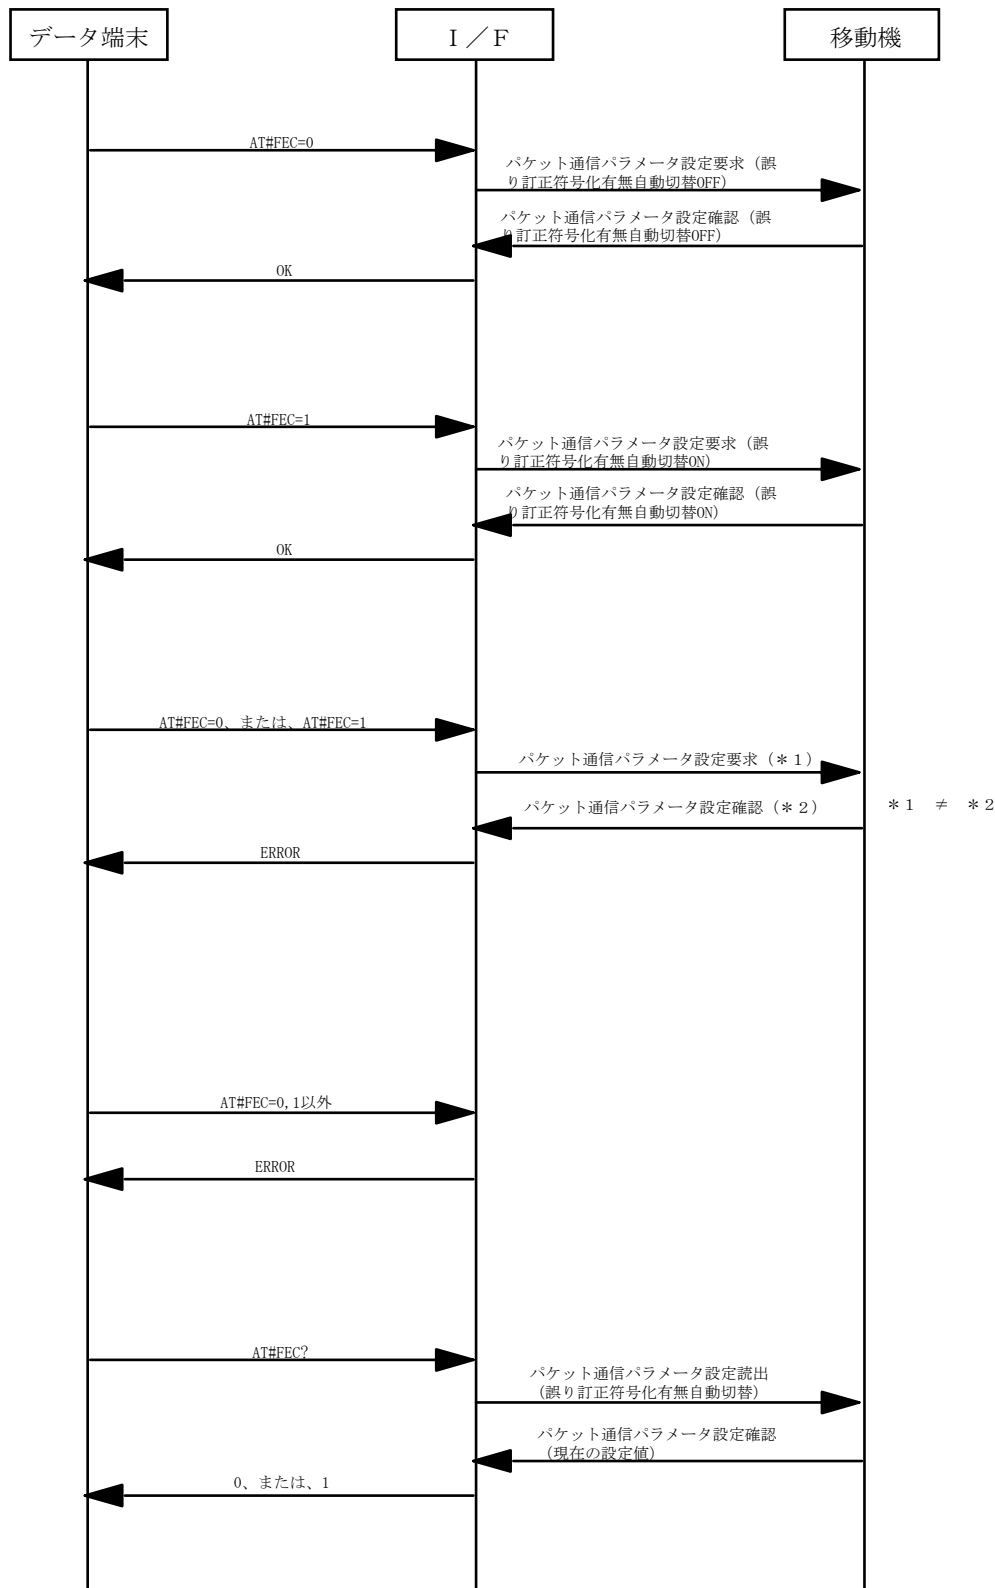 データ端末
Ｉ／Ｆ
移動機
AT#FEC=0
パケット通信パラメータ設定要求（誤
り訂正符号化有無自動切替OFF）
パケット通信パラメータ設定確認（誤
り訂正符号化有無自動切替OFF）
OK
AT#FEC=1
パケット通信パラメータ設定要求（誤
り訂正符号化有無自動切替ON）
パケット通信パラメータ設定確認（誤
り訂正符号化有無自動切替ON）
OK
AT#FEC=0、または、AT#FEC=1
パケット通信パラメータ設定要求（＊１）
パケット通信パラメータ設定確認（＊２）
＊１　≠　＊２
ERROR
AT#FEC=0,1以外
ERROR
AT#FEC?
パケット通信パラメータ設定読出
（誤り訂正符号化有無自動切替）
パケット通信パラメータ設定確認
（現在の設定値）
0、または、1